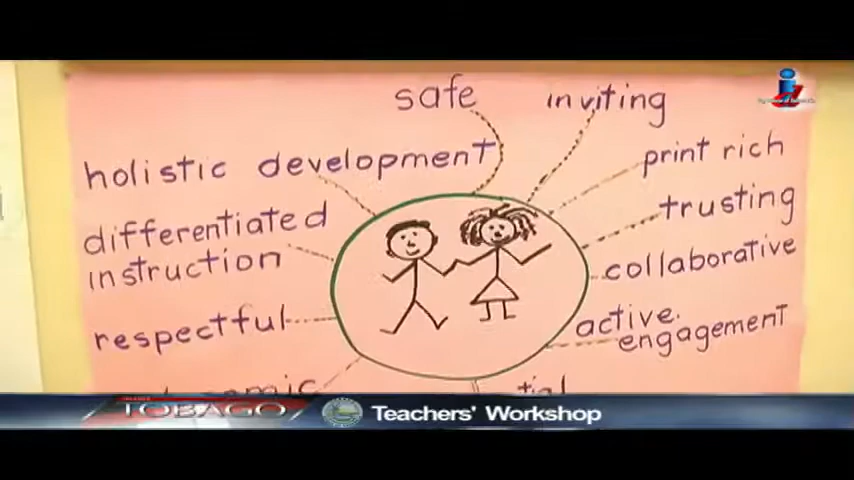 safe
inviting
holistic development
print rich
differentiated
instruction
trusting
collaborative
respectful
active
engagement
TOBAGO
Teachers' Workshop